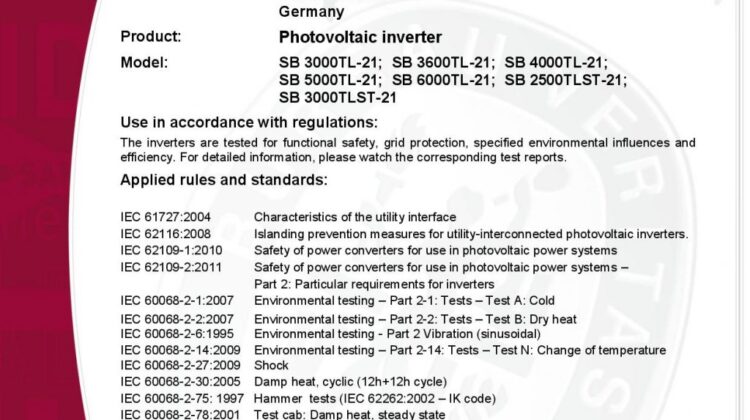 Germany
Product: Photovoltaic inverter
Model: SB 3000TL-21; SB 3600TL-21; SB 4000TL-21;
SB 5000TL-21; SB 6000TL-21; SB 2500TLST-21;
SB 3000TLST-21
Use in accordance with regulations:
The inverters are tested for functional safety, grid protection, specified environmental influences and
efficiency. For detailed information, please watch the corresponding test reports.
Applied rules and standards:
IEC 61727:2004 Characteristics of the utility interface
IEC 62116:2008 Islanding prevention measures for utility-interconnected photovoltaic inverters.
IEC 62109-1:2010 Safety of power converters for use in photovoltaic power systems
IEC 62109-2:2011 Safety of power converters for use in photovoltaic power systems –
Part 2: Particular requirements for inverters
IEC 60068-2-1:2007 Environmental testing – Part 2-1: Tests – Test A: Cold
IEC 60068-2-2:2007 Environmental testing – Part 2-2: Tests – Test B: Dry heat
IEC 60068-2-6:1995 Environmental testing - Part 2 Vibration (sinusoidal)
IEC 60068-2-14:2009 Environmental testing – Part 2-14: Tests – Test N: Change of temperature
IEC 60068-2-27:2009 Shock
IEC 60068-2-30:2005 Damp heat, cyclic (12h+12h cycle)
IEC 60068-2-75: 1997 Hammer tests (IEC 62262:2002 – IK code)
IEC 60068-2-78:2001 Test cab: Damp heat, steady state